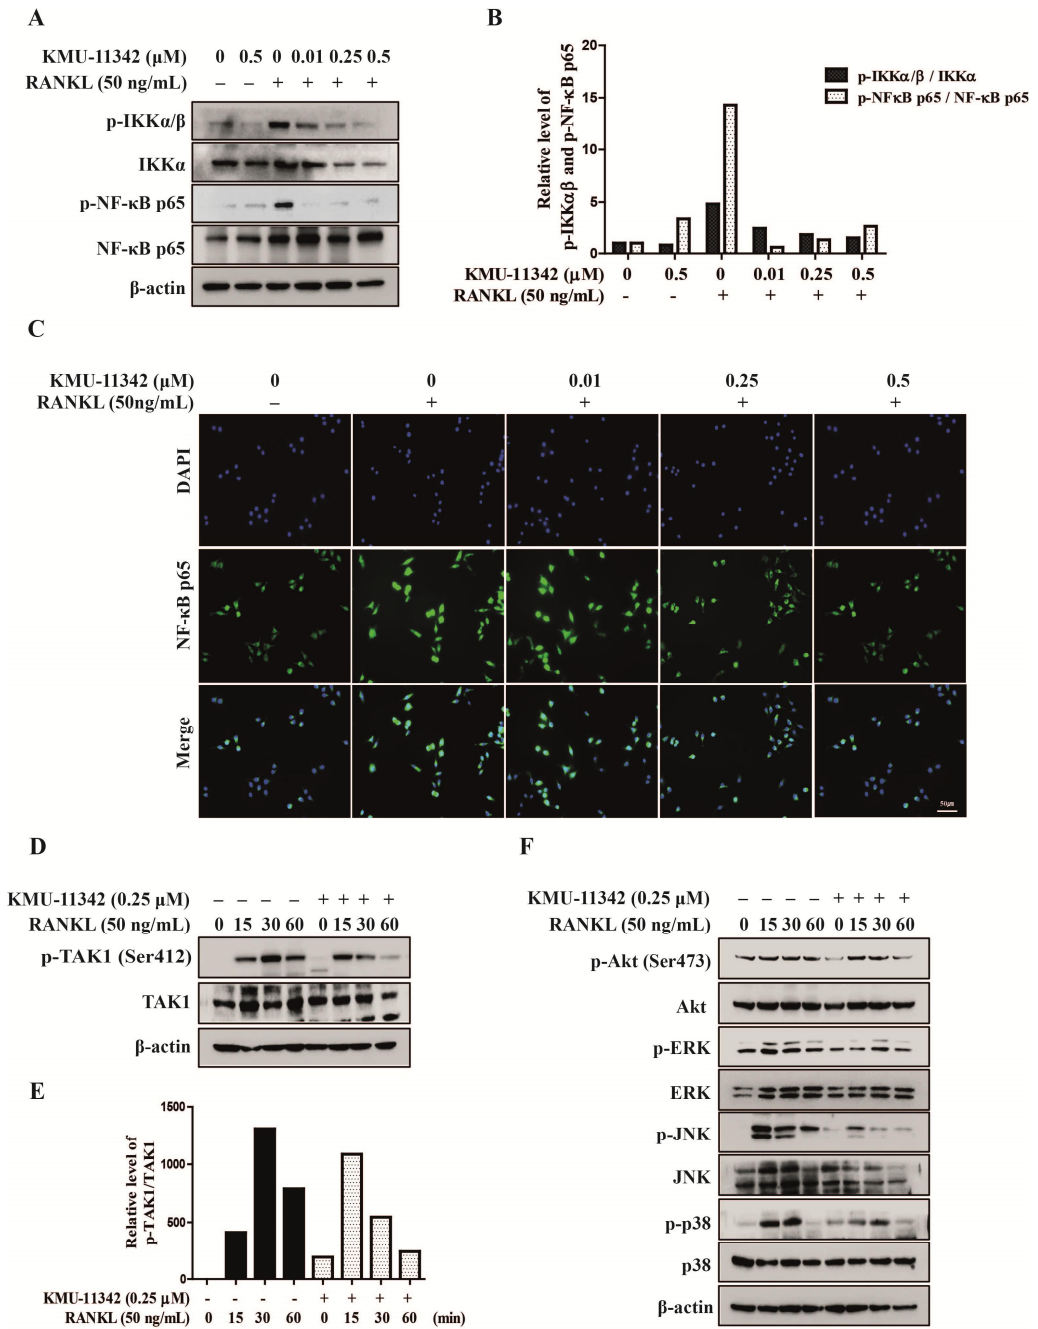 A
KMU-11342 (µM) 0 0.5 0 0.01 0.25 0.5
RANKL (50 ng/mL) – – + + + +
p-IKKα/β
IKKα
p-NF-κB p65
NF-κB p65
β-actin
B
Relative level of
p-IKKαβ and p-NF-κB p65
20
15
10
5
0
p-IKKα/β / IKKα
p-NFκB p65 / NF-κB p65
KMU-11342 (µM) 0 0.5 0 0.01 0.25 0.5
RANKL (50 ng/mL) - - + + + +
C
KMU-11342 (µM) 0 0 0.01 0.25 0.5
RANKL (50ng/mL) – + + + +
DAPI
NF-κB p65
Merge
50µm
D
KMU-11342 (0.25 µM) – – – – + + + +
RANKL (50 ng/mL) 0 15 30 60 0 15 30 60
p-TAK1 (Ser412)
TAK1
β-actin
E
Relative level of
p-TAK1/TAK1
1500
1000
500
0
KMU-11342 (0.25 µM) - - - - + + + +
RANKL (50 ng/mL) 0 15 30 60 0 15 30 60 (min)
F
KMU-11342 (0.25 µM) – – – – + + + +
RANKL (50 ng/mL) 0 15 30 60 0 15 30 60
p-Akt (Ser473)
Akt
p-ERK
ERK
p-JNK
JNK
p-p38
p38
β-actin